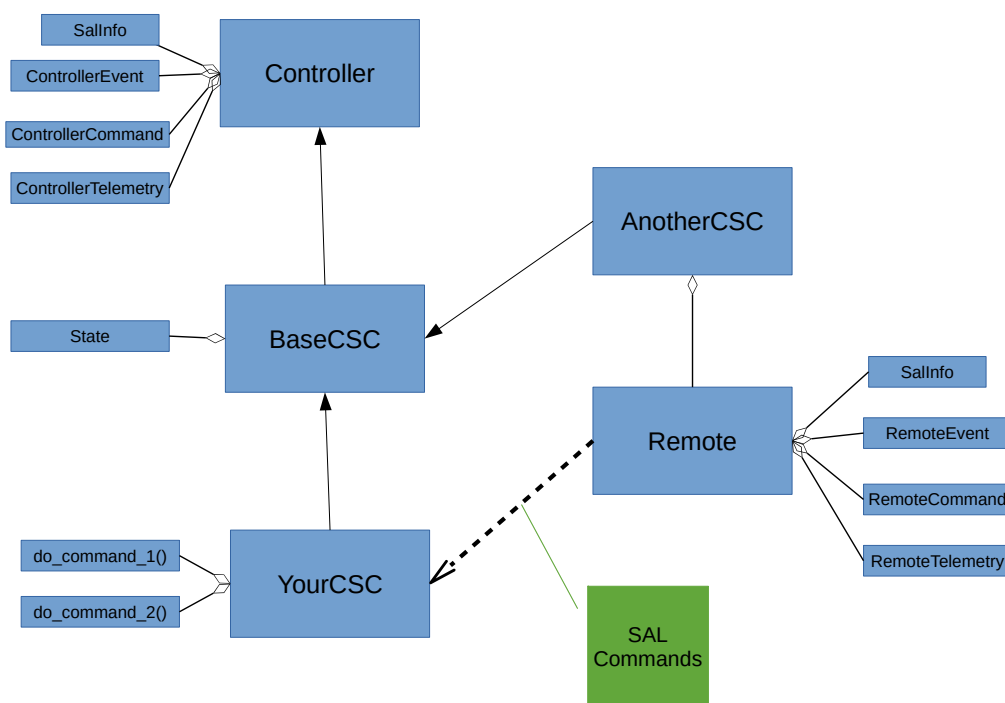 SalInfo
Controller
ControllerEvent
ControllerCommand
ControllerTelemetry
AnotherCSC
State
BaseCSC
SalInfo
Remote
RemoteEvent
RemoteCommand
RemoteTelemetry
do_command_1()
YourCSC
do_command_2()
SAL
Commands